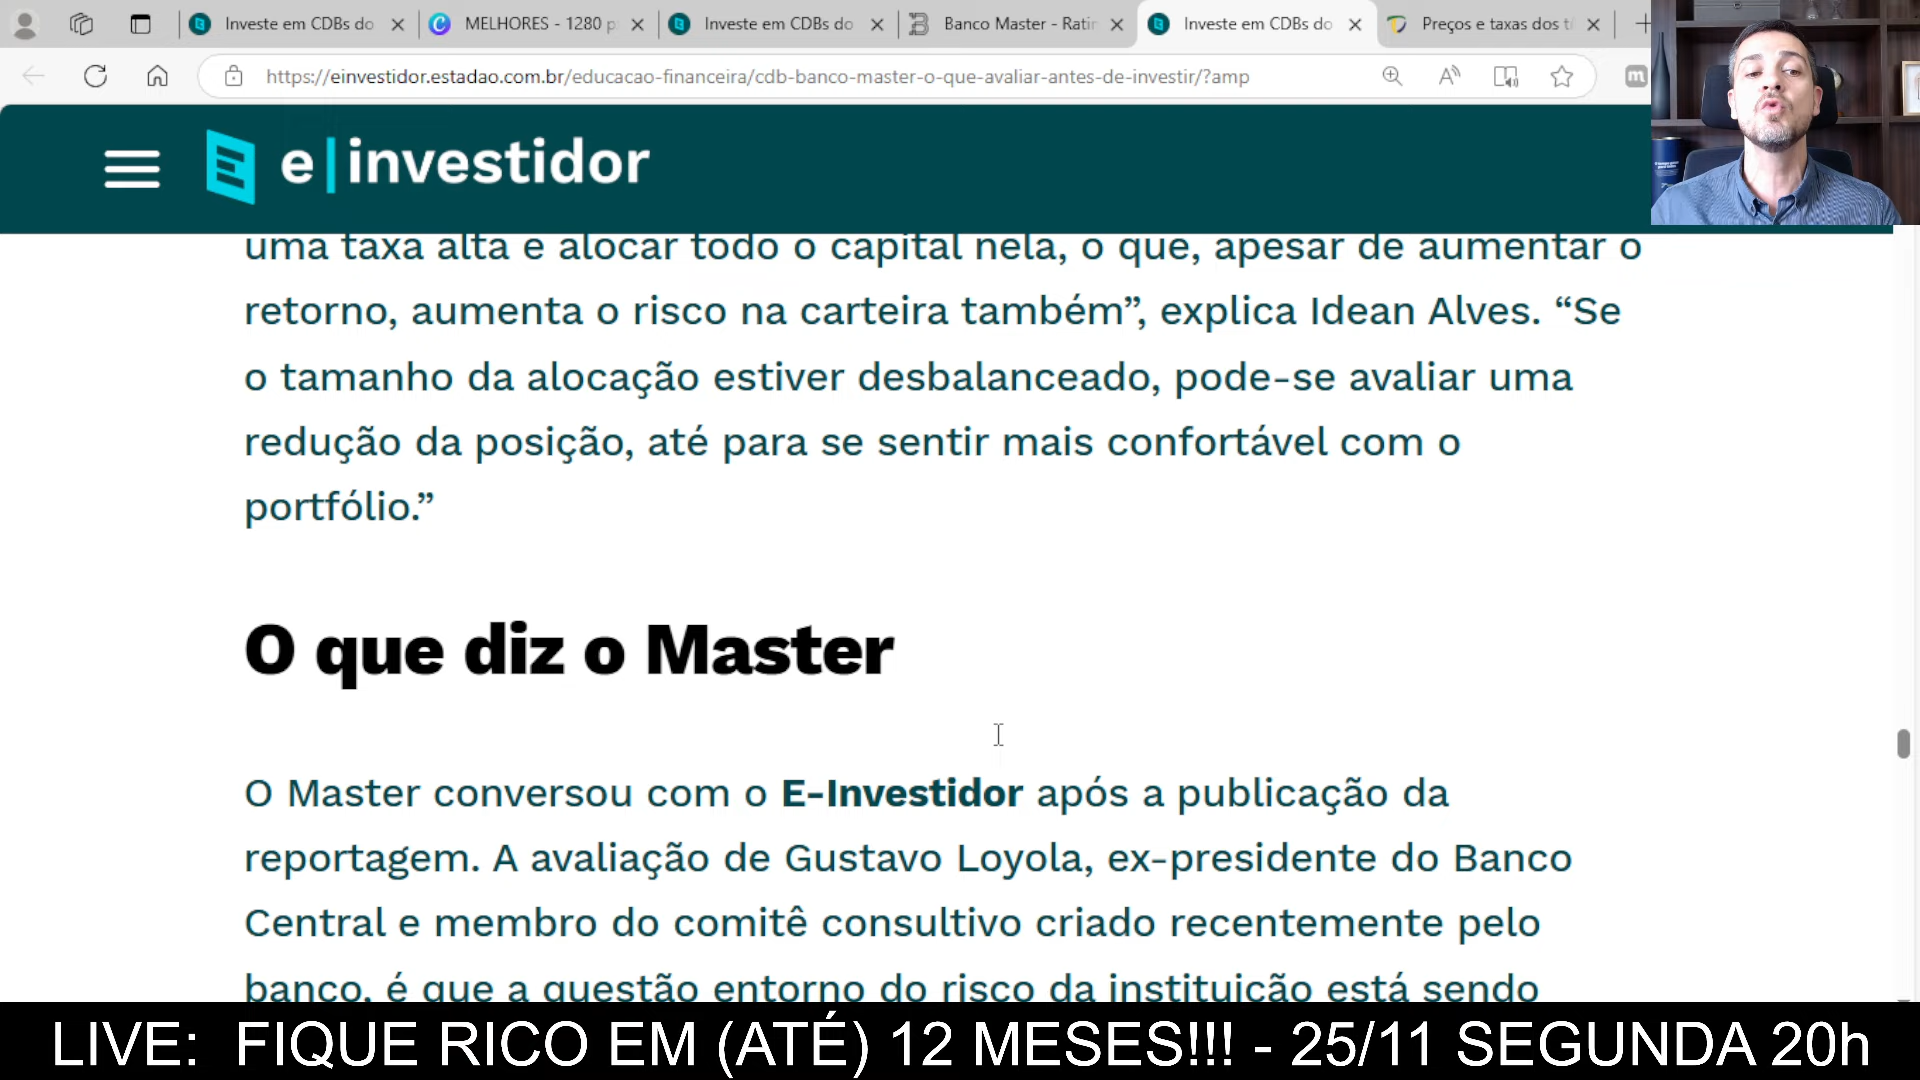 Investe em CDBs do
MELHORES - 1280 p
Investe em CDBs do
Banco Master - Ratin
Investe em CDBs do
Preços e taxas dos tí
https://einvestidor.estadao.com.br/educacao-financeira/cdb-banco-master-o-que-avaliar-antes-de-investir/?amp
e|investidor
uma taxa alta e alocar todo o capital nela, o que, apesar de aumentar o
retorno, aumenta o risco na carteira também”, explica Idean Alves. “Se
o tamanho da alocação estiver desbalanceado, pode-se avaliar uma
redução da posição, até para se sentir mais confortável com o
portfólio.”
O que diz o Master
O Master conversou com o E-Investidor após a publicação da
reportagem. A avaliação de Gustavo Loyola, ex-presidente do Banco
Central e membro do comitê consultivo criado recentemente pelo
banco, é que a questão entorno do risco da instituição está sendo
LIVE: FIQUE RICO EM (ATÉ) 12 MESES!!! - 25/11 SEGUNDA 20h